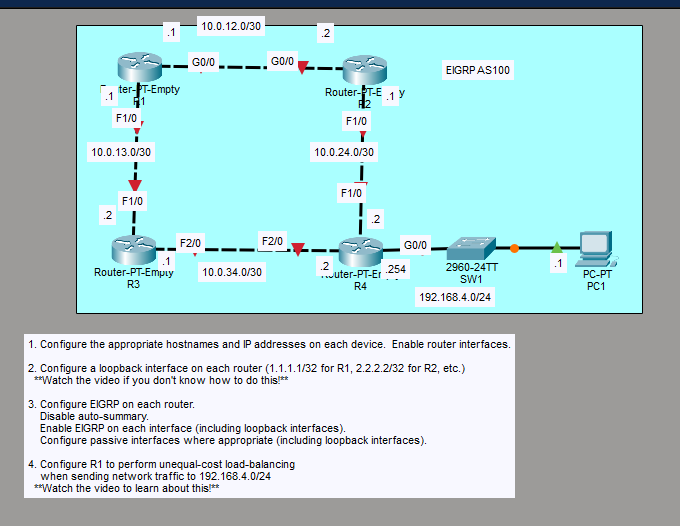 10.0.12.0/30
.1
.2
G0/0
G0/0
EIGRP AS100
ter-PT-Empty
R1
Router-PT-E y
R2
.1
.1
F1/0
F1/0
10.0.13.0/30
10.0.24.0/30
F1/0
F1/0
.2
.2
F2/0
F2/0
G0/0
Router-PT-Empty
R3
.1
10.0.34.0/30
.2
outer-PT-Er
R4
.254
2960-24TT
SW1
.1
PC-PT
PC1
192.168.4.0/24
1. Configure the appropriate hostnames and IP addresses on each device. Enable router interfaces.
2. Configure a loopback interface on each router (1.1.1.1/32 for R1, 2.2.2.2/32 for R2, etc.)
**Watch the video if you don't know how to do this!**
3. Configure EIGRP on each router.
Disable auto-summary.
Enable EIGRP on each interface (including loopback interfaces).
Configure passive interfaces where appropriate (including loopback interfaces).
4. Configure R1 to perform unequal-cost load-balancing
when sending network traffic to 192.168.4.0/24
**Watch the video to learn about this!**